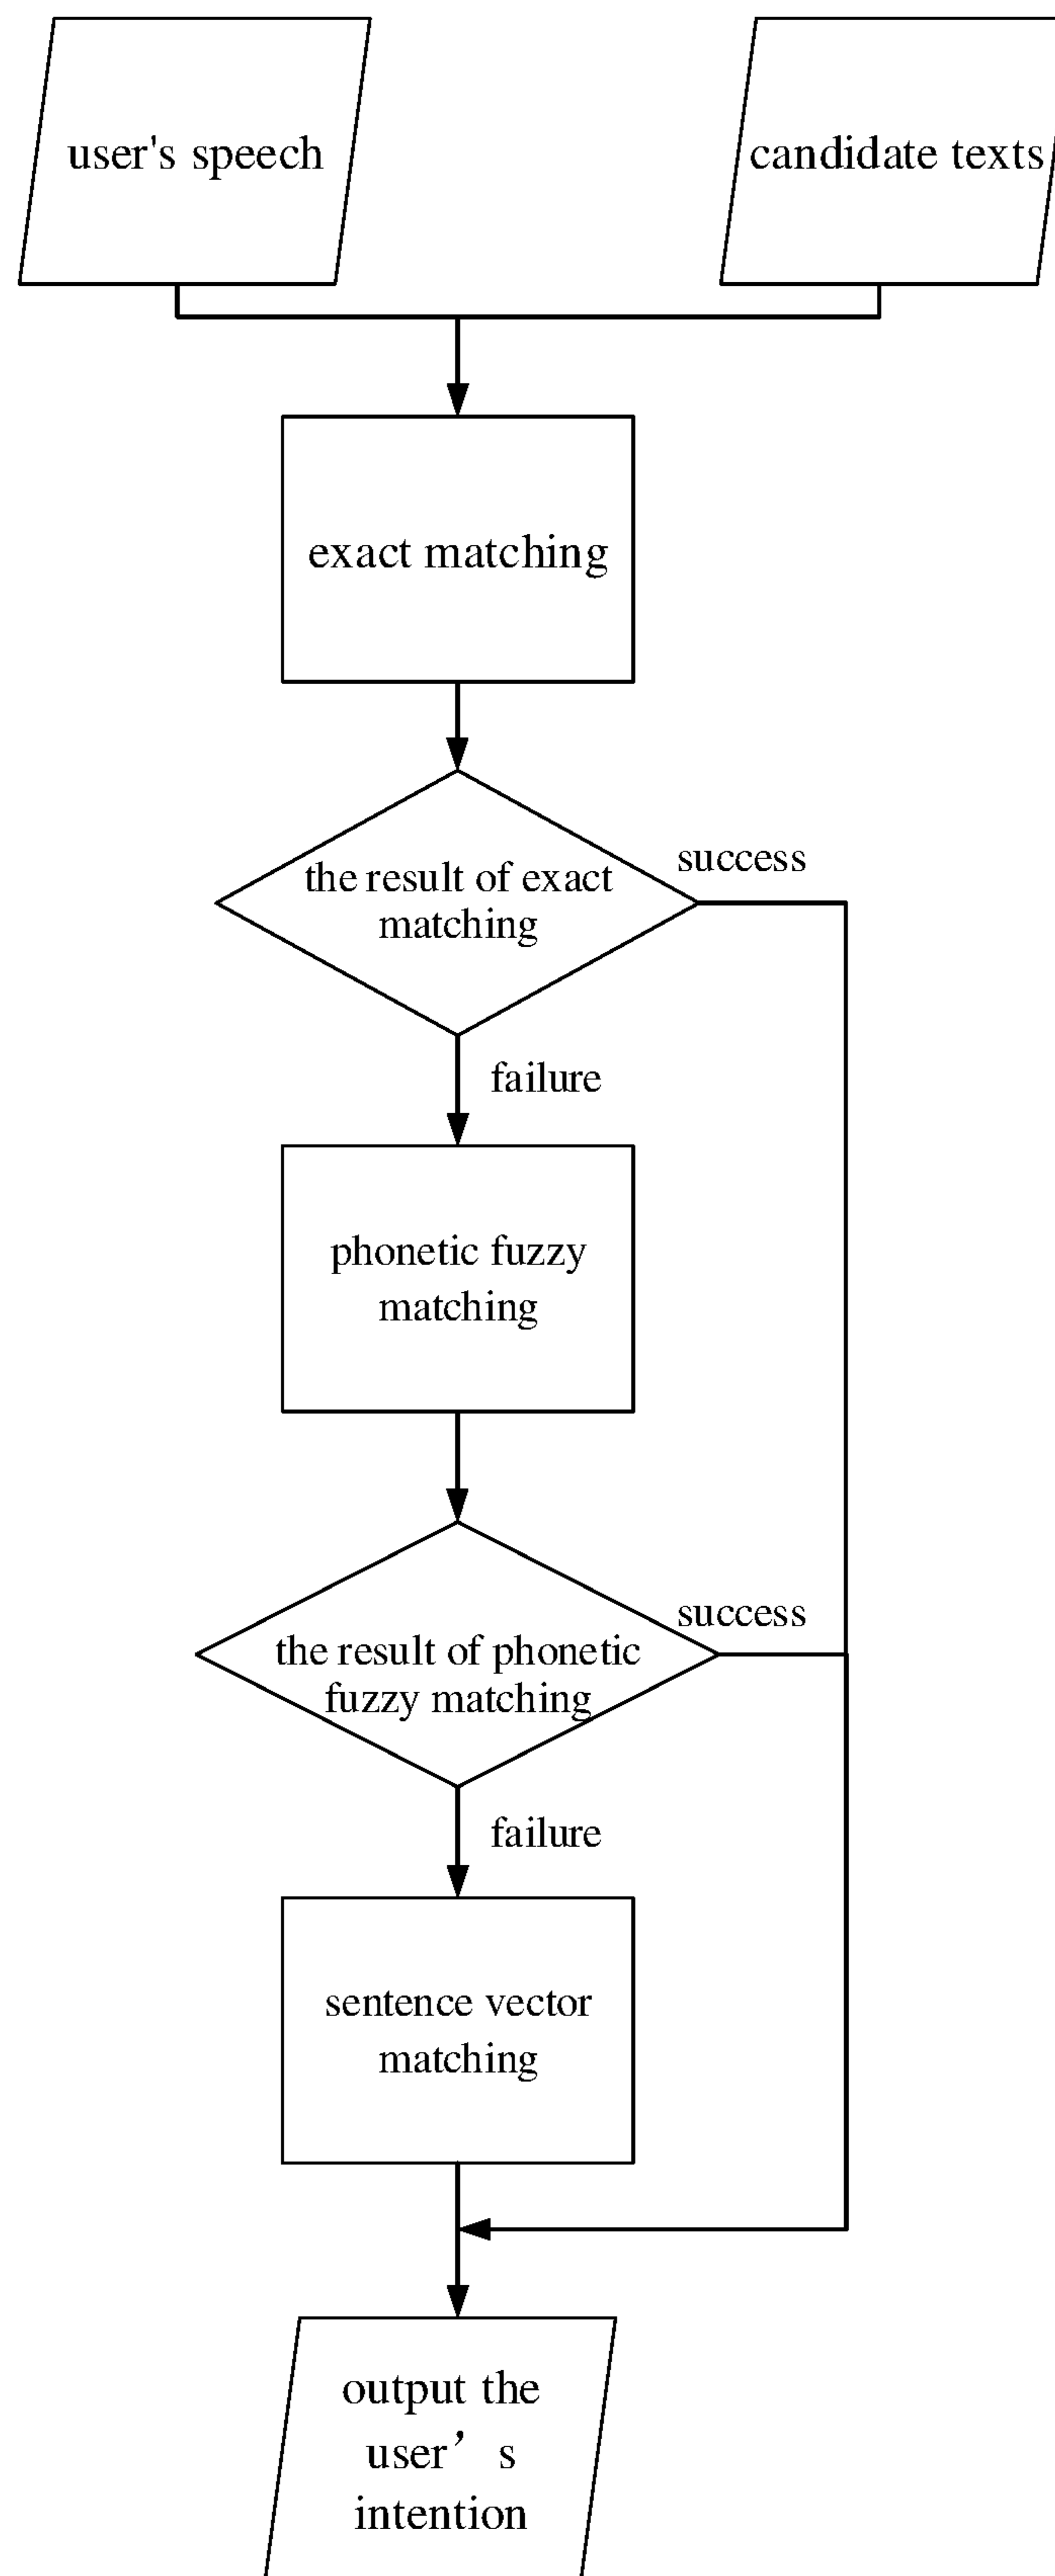 user's speech
candidate texts
exact matching
the result of exact
matching
success
failure
phonetic fuzzy
matching
success
the result of phonetic
fuzzy matching
failure
sentence vector
matching
output the
user’ s
intention